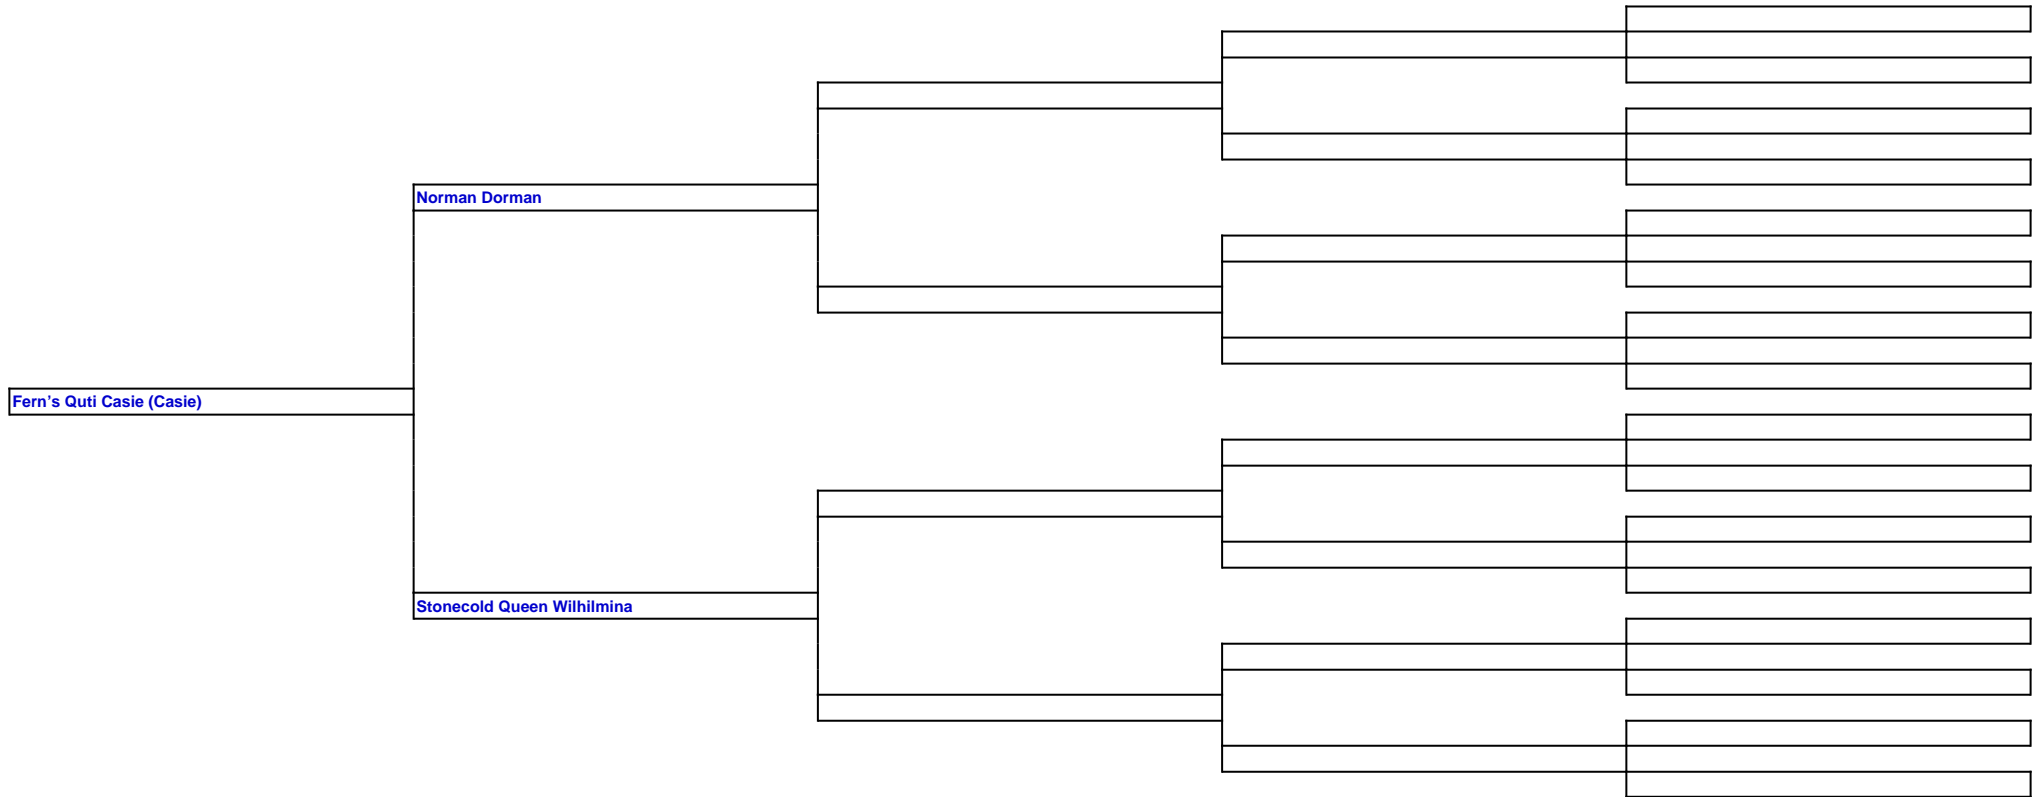 Norman Dorman
Fern’s Quti Casie (Casie)
Stonecold Queen Wilhilmina